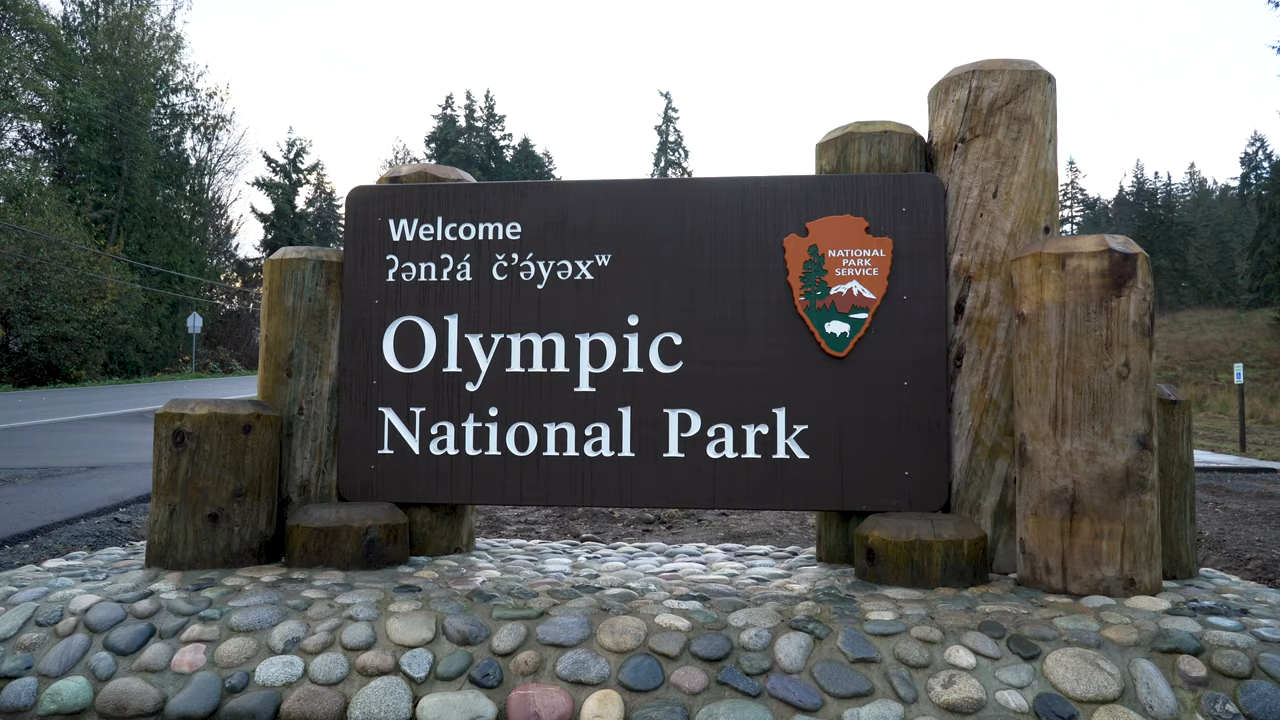 Welcome
ʔənʔá č’ə́yəxʷ
Olympic
National Park
NATIONAL
PARK
SERVICE